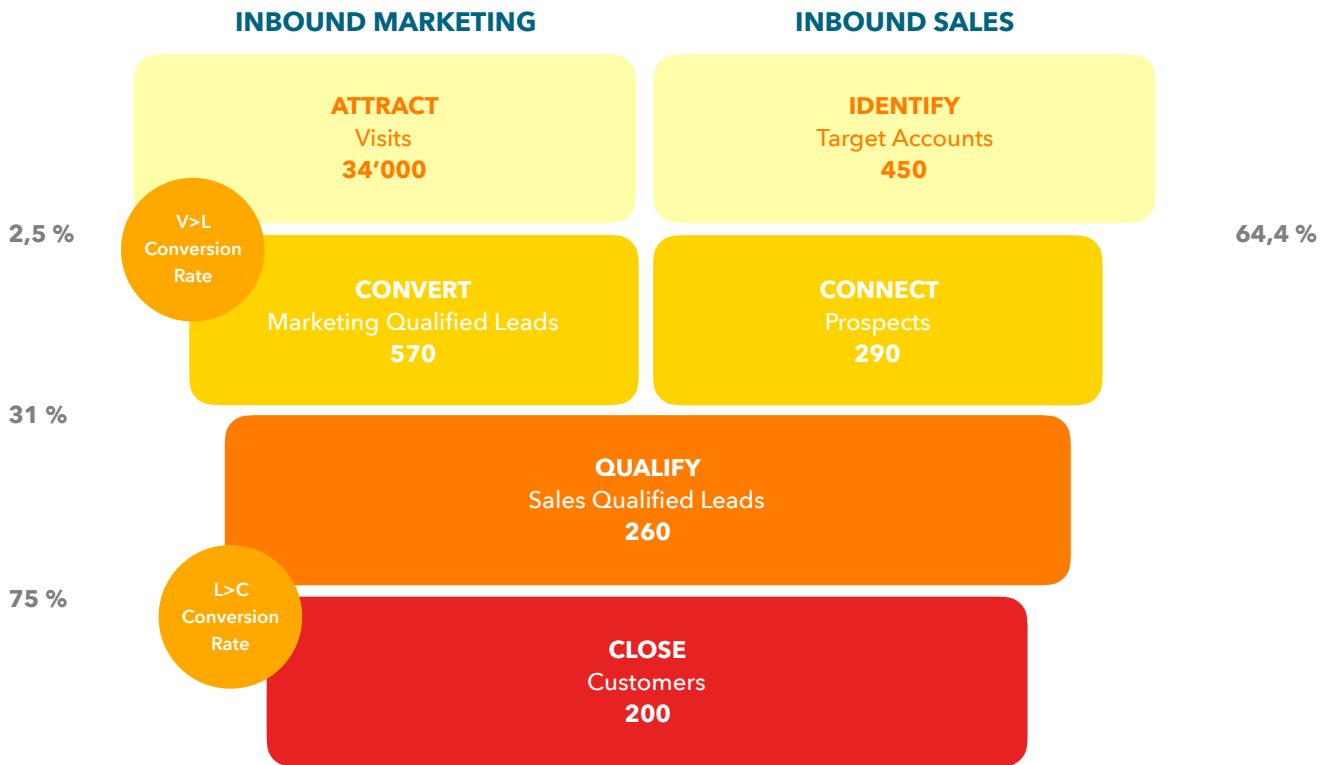 INBOUND MARKETING
INBOUND SALES
ATTRACT
Visits
34’000
IDENTIFY
Target Accounts
450
V>L
Conversion
Rate
2,5 %
64,4 %
CONVERT
Marketing Qualified Leads
570
CONNECT
Prospects
290
31 %
QUALIFY
Sales Qualified Leads
260
L>C
Conversion
Rate
75 %
CLOSE
Customers
200